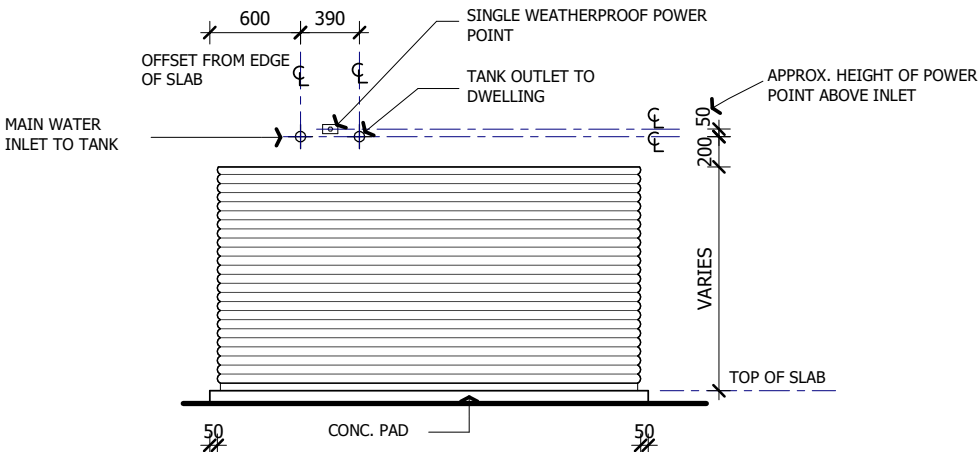 600
390
SINGLE WEATHERPROOF POWER
POINT
OFFSET FROM EDGE
OF SLAB
TANK OUTLET TO
DWELLING
APPROX. HEIGHT OF POWER
POINT ABOVE INLET
MAIN WATER
INLET TO TANK
50
200
VARIES
TOP OF SLAB
50
CONC. PAD
50